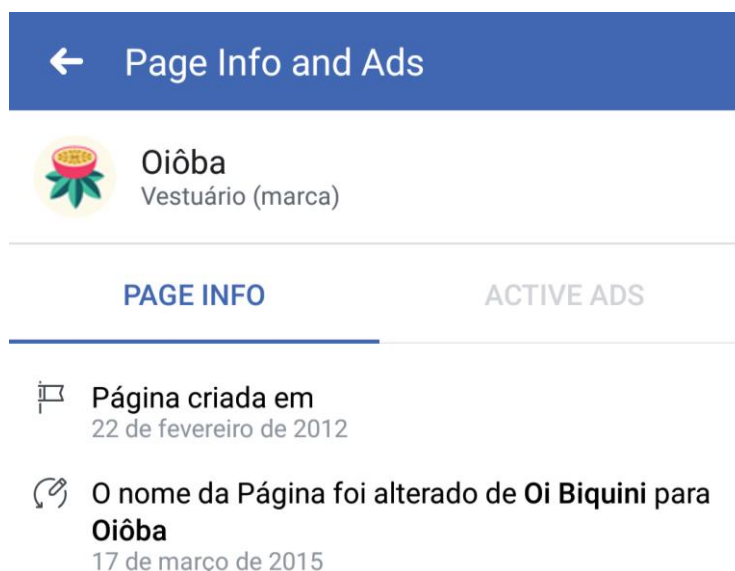 Page Info and Ads
Oiôba
Vestuário (marca)
PAGE INFO
ACTIVE ADS
Página criada em
22 de fevereiro de 2012
O nome da Página foi alterado de Oi Biquini para
Oiôba
17 de março de 2015